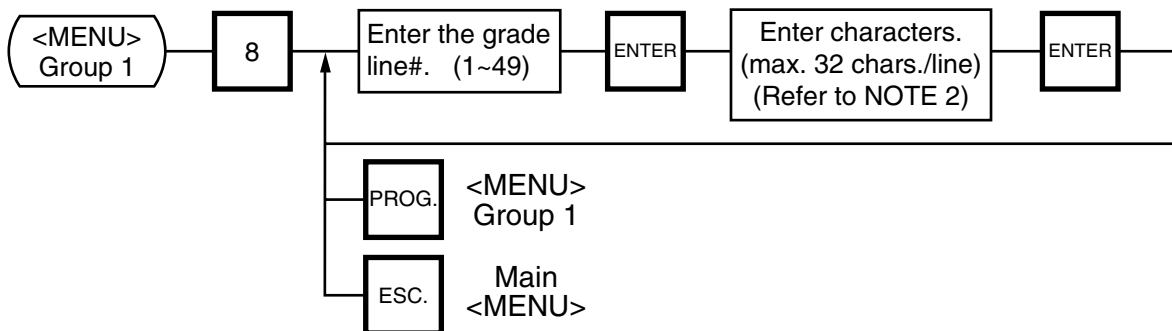 <MENU>
Group 1
8
Enter the grade
line#. (1~49)
ENTER
Enter characters.
(max. 32 chars./line)
(Refer to NOTE 2)
ENTER
PROG.
<MENU>
Group 1
ESC.
Main
<MENU>